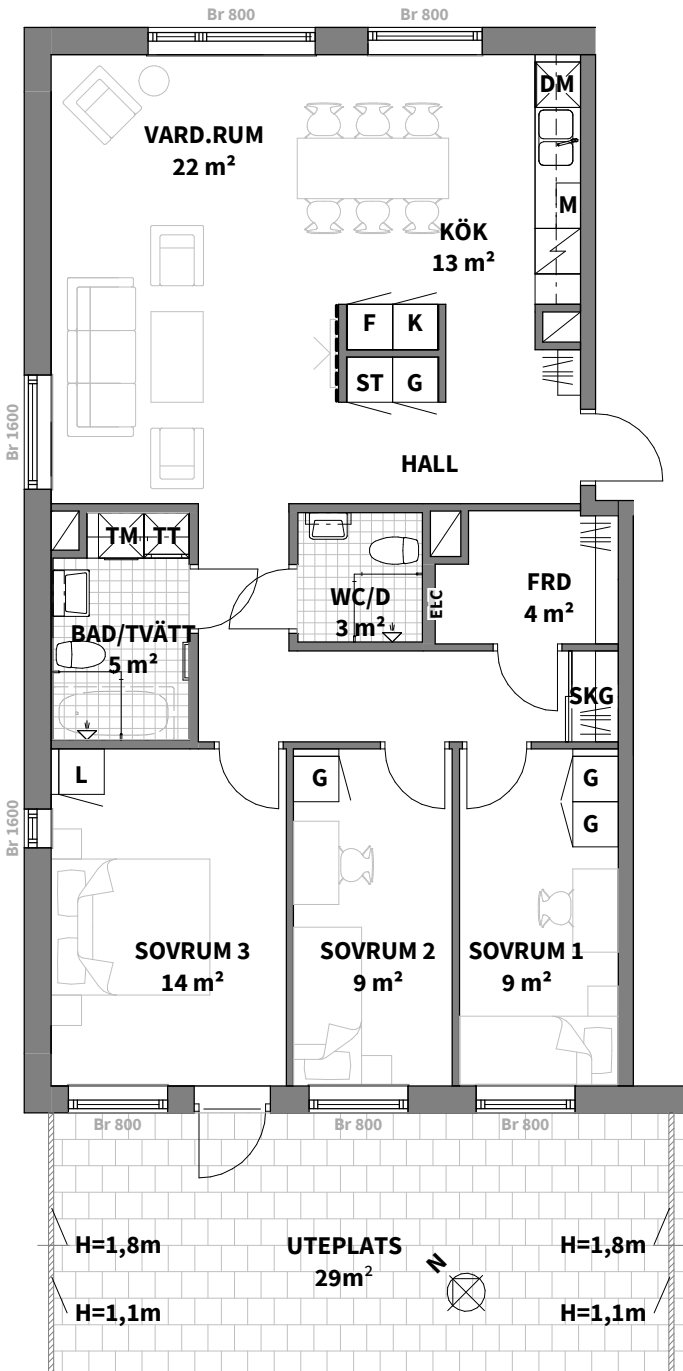 Br 800
Br 800
DM
VARD.RUM
22 m²
M
KÖK
13 m²
F
K
ST
G
Br 1600
HALL
TM
TT
FRD
4 m²
WC/D
3 m²
ELC
BAD/TVÄTT
5 m²
SKG
L
G
G
G
Br 1600
SOVRUM 3
14 m²
SOVRUM 2
9 m²
SOVRUM 1
9 m²
Br 800
Br 800
Br 800
H=1,8m
UTEPLATS
29m²
N
H=1,8m
H=1,1m
H=1,1m